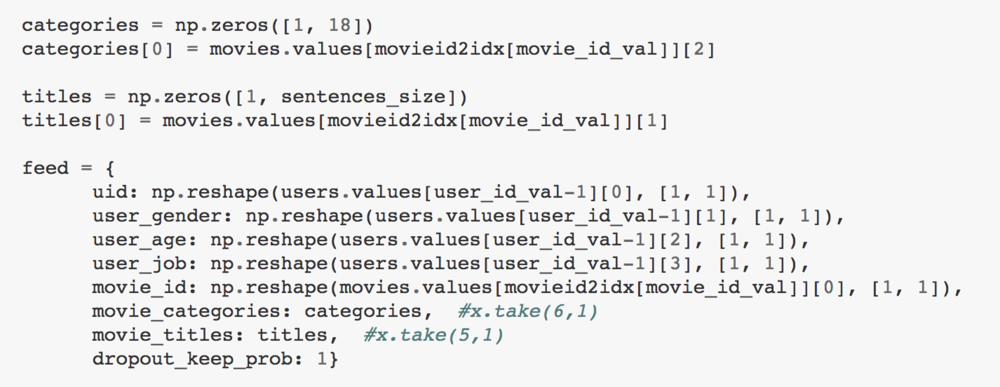 categories = np.zeros([1, 18])
categories[0] = movies.values[movieid2idx[movie_id_val]][2]

titles = np.zeros([1, sentences_size])
titles[0] = movies.values[movieid2idx[movie_id_val]][1]

feed = {
      uid: np.reshape(users.values[user_id_val-1][0], [1, 1]),
      user_gender: np.reshape(users.values[user_id_val-1][1], [1, 1]),
      user_age: np.reshape(users.values[user_id_val-1][2], [1, 1]),
      user_job: np.reshape(users.values[user_id_val-1][3], [1, 1]),
      movie_id: np.reshape(movies.values[movieid2idx[movie_id_val]][0], [1, 1]),
      movie_categories: categories,  #x.take(6,1)
      movie_titles: titles,  #x.take(5,1)
      dropout_keep_prob: 1}